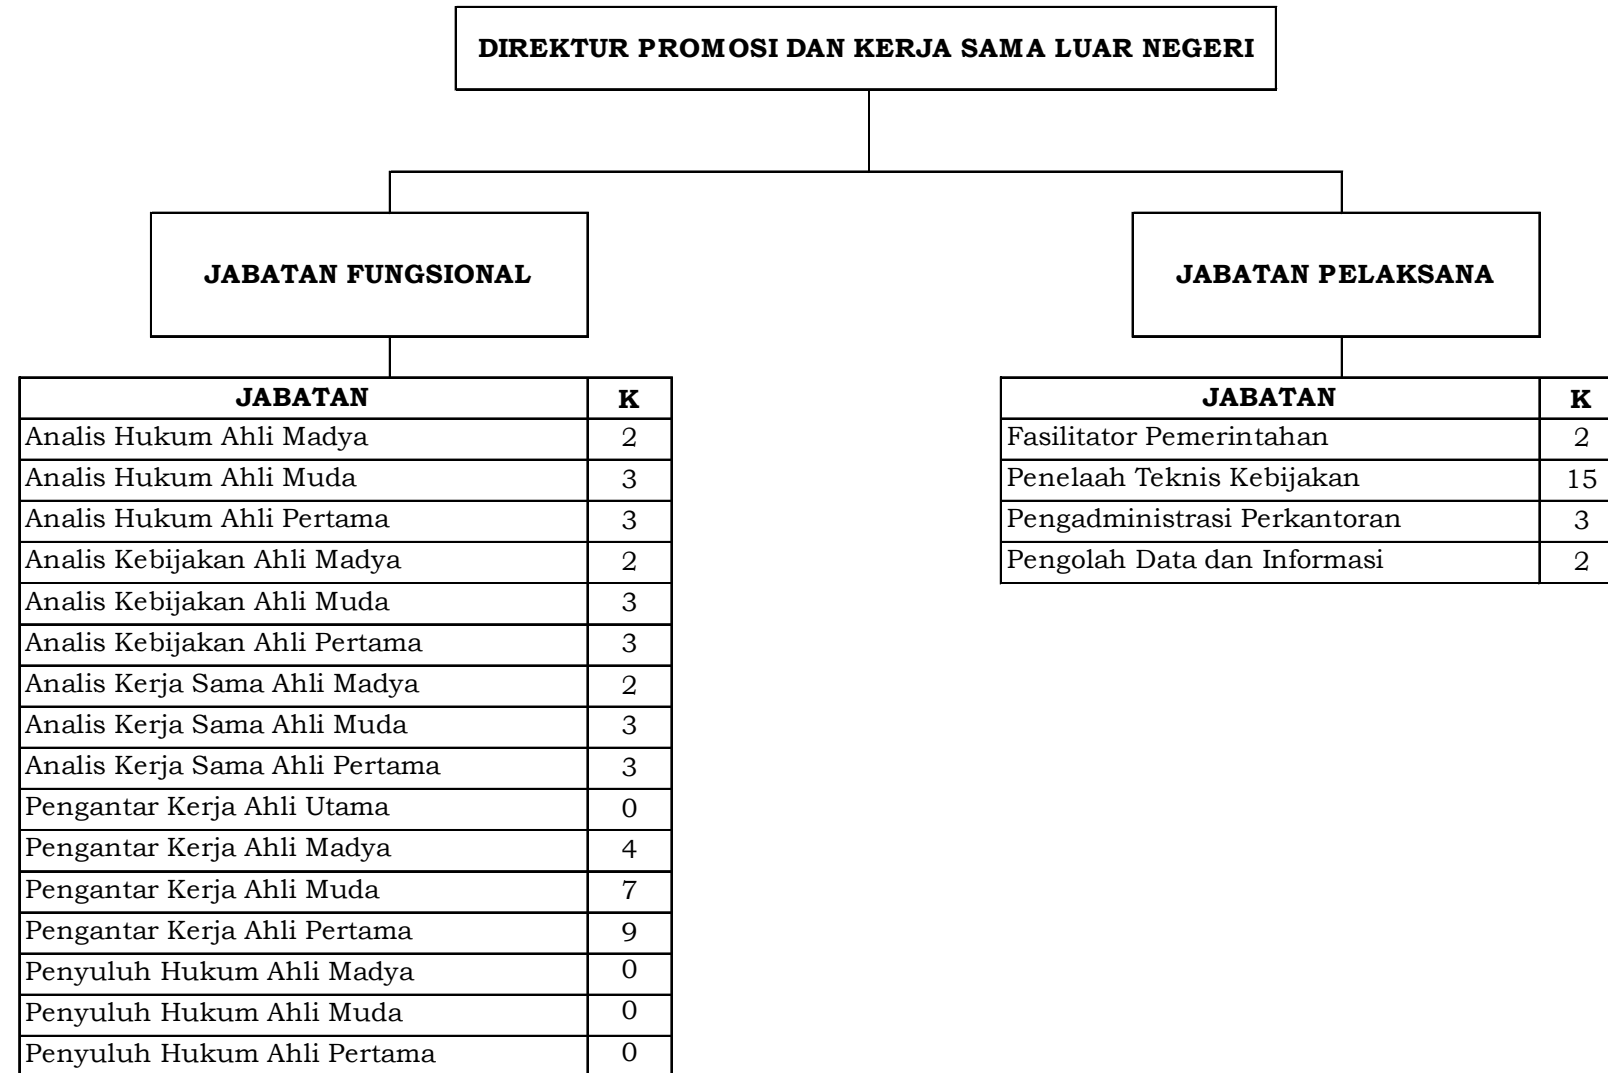 DIREKTUR PROMOSI DAN KERJA SAMA LUAR NEGERI
JABATAN FUNGSIONAL
JABATAN K
Analis Hukum Ahli Madya 2
Analis Hukum Ahli Muda 3
Analis Hukum Ahli Pertama 3
Analis Kebijakan Ahli Madya 2
Analis Kebijakan Ahli Muda 3
Analis Kebijakan Ahli Pertama 3
Analis Kerja Sama Ahli Madya 2
Analis Kerja Sama Ahli Muda 3
Analis Kerja Sama Ahli Pertama 3
Pengantar Kerja Ahli Utama 0
Pengantar Kerja Ahli Madya 4
Pengantar Kerja Ahli Muda 7
Pengantar Kerja Ahli Pertama 9
Penyuluh Hukum Ahli Madya 0
Penyuluh Hukum Ahli Muda 0
Penyuluh Hukum Ahli Pertama 0
JABATAN PELAKSANA
JABATAN K
Fasilitator Pemerintahan 2
Penelaah Teknis Kebijakan 15
Pengadministrasi Perkantoran 3
Pengolah Data dan Informasi 2